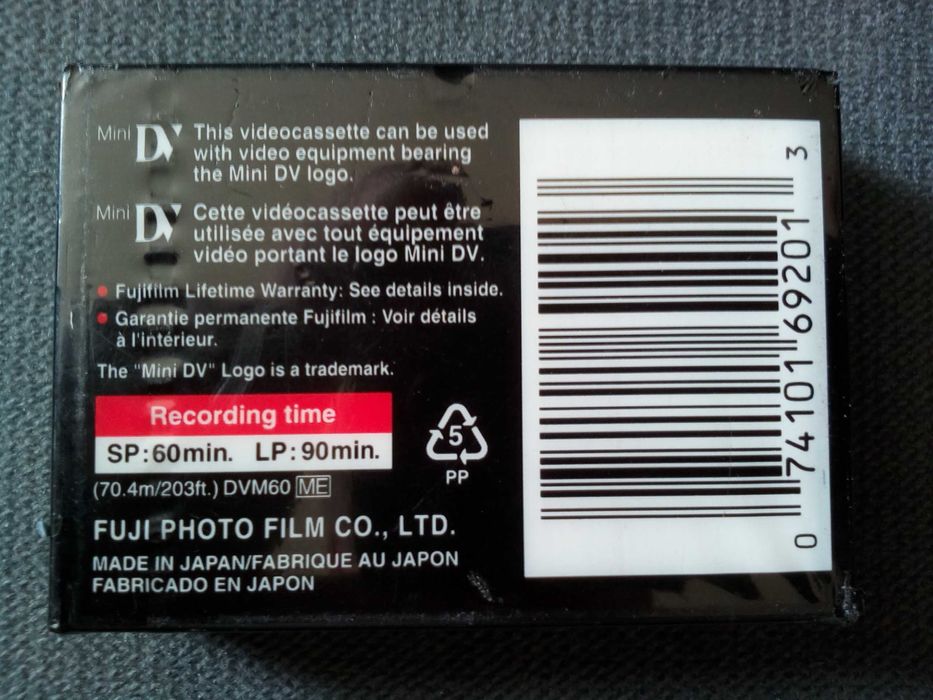 Mini DV This videocassette can be used
with video equipment bearing
the Mini DV logo.
Mini DV Cette vidéocassette peut être
utilisée avec tout équipement
vidéo portant le logo Mini DV.
• Fujifilm Lifetime Warranty: See details inside.
• Garantie permanente Fujifilm : Voir détails
à l'intérieur.
The "Mini DV" Logo is a trademark.
Recording time
SP:60min. LP:90min.
(70.4m/203ft.) DVM60 ME
FUJI PHOTO FILM CO., LTD.
MADE IN JAPAN/FABRIQUE AU JAPON
FABRICADO EN JAPON
5
PP
0 74101 69201 3